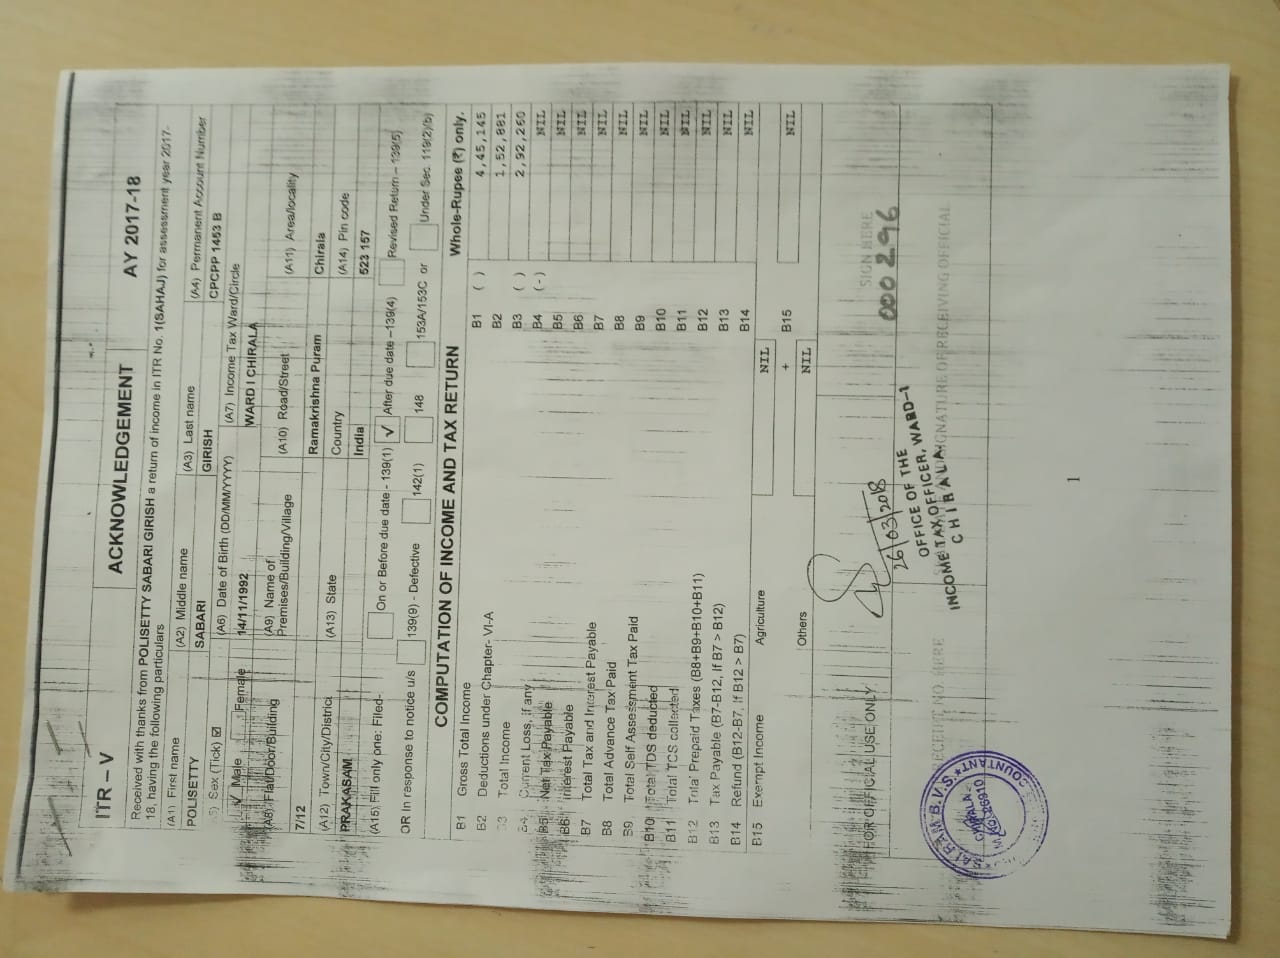 ITR – V
ACKNOWLEDGEMENT
AY 2017-18
Received with thanks from POLISETTY SABARI GIRISH a return of income in ITR No. 1(SAHAJ) for assessment year 2017-
18, having the following particulars
(A1) First name
(A2) Middle name
(A3) Last name
(A4) Permanent Account Number
POLISETTY
SABARI
GIRISH
CPCPP 1453 B
Sex (Tick) ☑
(A6) Date of Birth (DD/MM/YYYY)
(A7) Income Tax Ward/Circle
√ Male
Female
14/11/1992
WARD I CHIRALA
(A8) Flat/Door/Building
(A9) Name of
Premises/Building/Village
(A10) Road/Street
(A11) Area/locality
7/12
Ramakrishna Puram
Chirala
(A12) Town/City/District
(A13) State
Country
(A14) Pin code
PRAKASAM
India
523 157
(A15) Fill only one: Filed-
On or Before due date - 139(1)
√
After due date –139(4)
Revised Return – 139(5)
OR In response to notice u/s
139(9) - Defective
142(1)
148
153A/153C or
Under Sec. 119(2)(b)
COMPUTATION OF INCOME AND TAX RETURN
Whole-Rupee (₹) only.
B1 Gross Total Income B1 ( ) 4,45,145
B2 Deductions under Chapter- VI-A B2 1,52,881
B3 Total Income B3 ( ) 2,92,260
B4 Current Loss, if any B4 (-) NIL
B5 Net Tax Payable B5 NIL
B6 Interest Payable B6 NIL
B7 Total Tax and Interest Payable B7 NIL
B8 Total Advance Tax Paid B8 NIL
B9 Total Self Assessment Tax Paid B9 NIL
B10 Total TDS deducted B10 NIL
B11 Total TCS collected B11 NIL
B12 Total Prepaid Taxes (B8+B9+B10+B11) B12 NIL
B13 Tax Payable (B7-B12, If B7 > B12) B13 NIL
B14 Refund (B12-B7, If B12 > B7) B14 NIL
B15 Exempt Income Agriculture NIL
+ B15 NIL
Others NIL
FOR OFFICIAL USE ONLY
SIGN HERE
000296
26/03/2018
RECEIPT NO. HERE
SIGNATURE OF RECEIVING OFFICIAL
OFFICE OF THE
INCOME TAX OFFICER, WARD-1
CHIRALA
SAI RAM B.V.S.
CHIRALA
M.NO. 26910
ACCOUNTANT
1